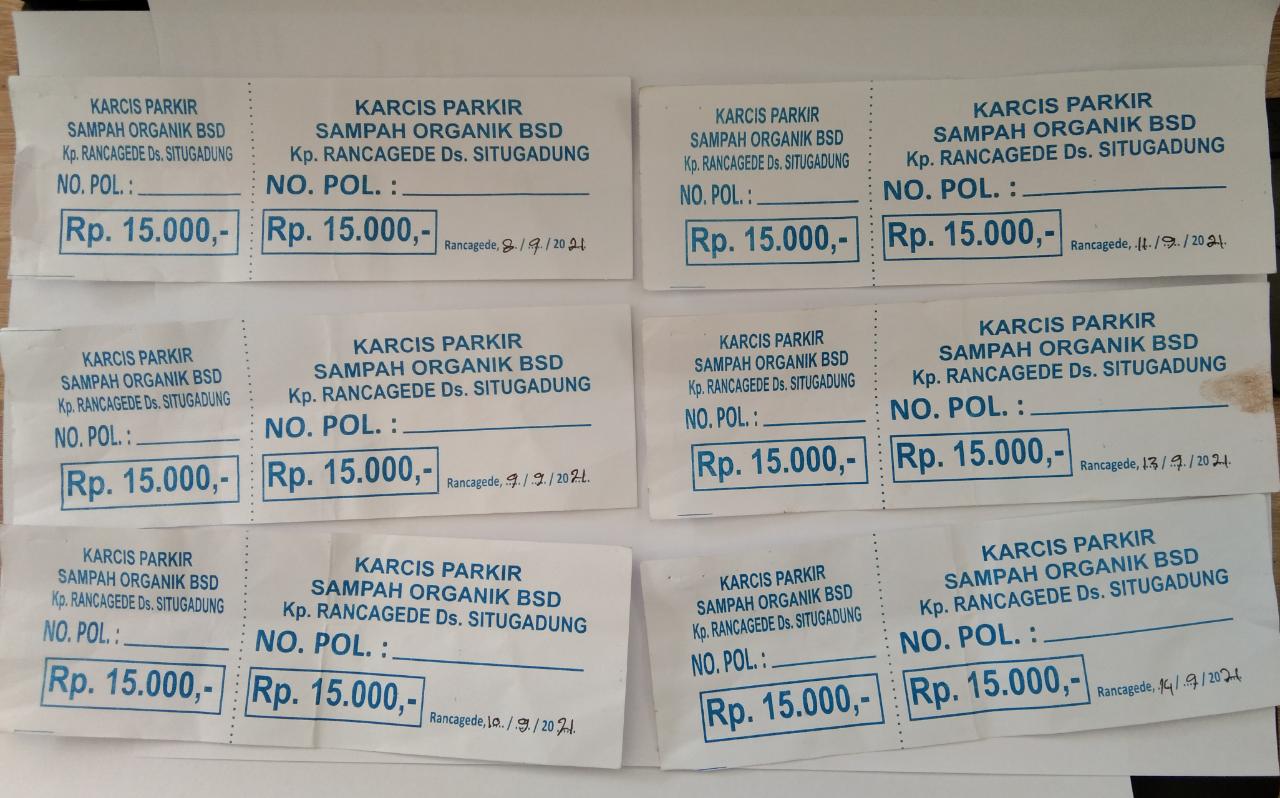 KARCIS PARKIR
SAMPAH ORGANIK BSD
Kp. RANCAGEDE Ds. SITUGADUNG
NO. POL. :
Rp. 15.000,-
KARCIS PARKIR
SAMPAH ORGANIK BSD
Kp. RANCAGEDE Ds. SITUGADUNG
NO. POL. :
Rp. 15.000,-
Rancagede, 8 / 9 / 2021
KARCIS PARKIR
SAMPAH ORGANIK BSD
Kp. RANCAGEDE Ds. SITUGADUNG
NO. POL. :
Rp. 15.000,-
KARCIS PARKIR
SAMPAH ORGANIK BSD
Kp. RANCAGEDE Ds. SITUGADUNG
NO. POL. :
Rp. 15.000,-
Rancagede, 11 / 9 / 2021
KARCIS PARKIR
SAMPAH ORGANIK BSD
Kp. RANCAGEDE Ds. SITUGADUNG
NO. POL. :
Rp. 15.000,-
KARCIS PARKIR
SAMPAH ORGANIK BSD
Kp. RANCAGEDE Ds. SITUGADUNG
NO. POL. :
Rp. 15.000,-
Rancagede, 9 / 9 / 2021
KARCIS PARKIR
SAMPAH ORGANIK BSD
Kp. RANCAGEDE Ds. SITUGADUNG
NO. POL. :
Rp. 15.000,-
KARCIS PARKIR
SAMPAH ORGANIK BSD
Kp. RANCAGEDE Ds. SITUGADUNG
NO. POL. :
Rp. 15.000,-
Rancagede, 13 / 9 / 2021
KARCIS PARKIR
SAMPAH ORGANIK BSD
Kp. RANCAGEDE Ds. SITUGADUNG
NO. POL. :
Rp. 15.000,-
KARCIS PARKIR
SAMPAH ORGANIK BSD
Kp. RANCAGEDE Ds. SITUGADUNG
NO. POL. :
Rp. 15.000,-
Rancagede, 10 / 9 / 2021
KARCIS PARKIR
SAMPAH ORGANIK BSD
Kp. RANCAGEDE Ds. SITUGADUNG
NO. POL. :
Rp. 15.000,-
KARCIS PARKIR
SAMPAH ORGANIK BSD
Kp. RANCAGEDE Ds. SITUGADUNG
NO. POL. :
Rp. 15.000,-
Rancagede, 14 / 9 / 2021